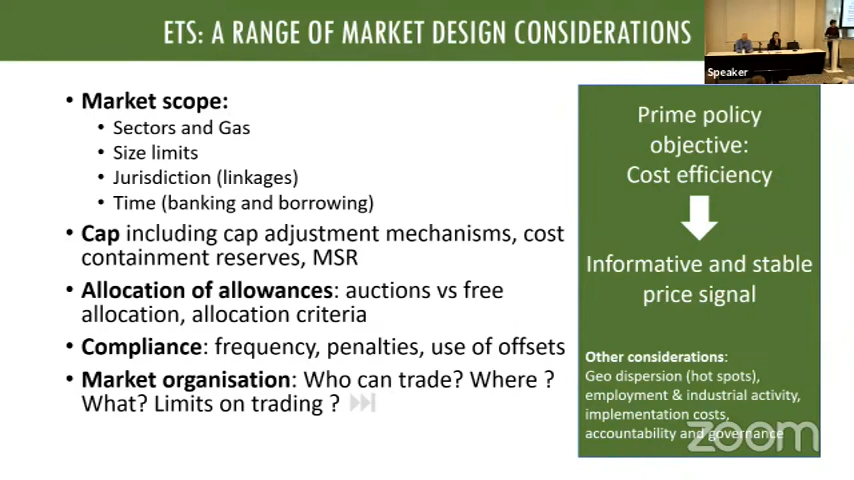 ETS: A RANGE OF MARKET DESIGN CONSIDERATIONS
Speaker
• Market scope:
• Sectors and Gas
• Size limits
• Jurisdiction (linkages)
• Time (banking and borrowing)
• Cap including cap adjustment mechanisms, cost
containment reserves, MSR
• Allocation of allowances: auctions vs free
allocation, allocation criteria
• Compliance: frequency, penalties, use of offsets
• Market organisation: Who can trade? Where ?
What? Limits on trading ?
Prime policy
objective:
Cost efficiency
Informative and stable
price signal
Other considerations:
Geo dispersion (hot spots),
employment & industrial activity,
implementation costs,
accountability and governance
zoom